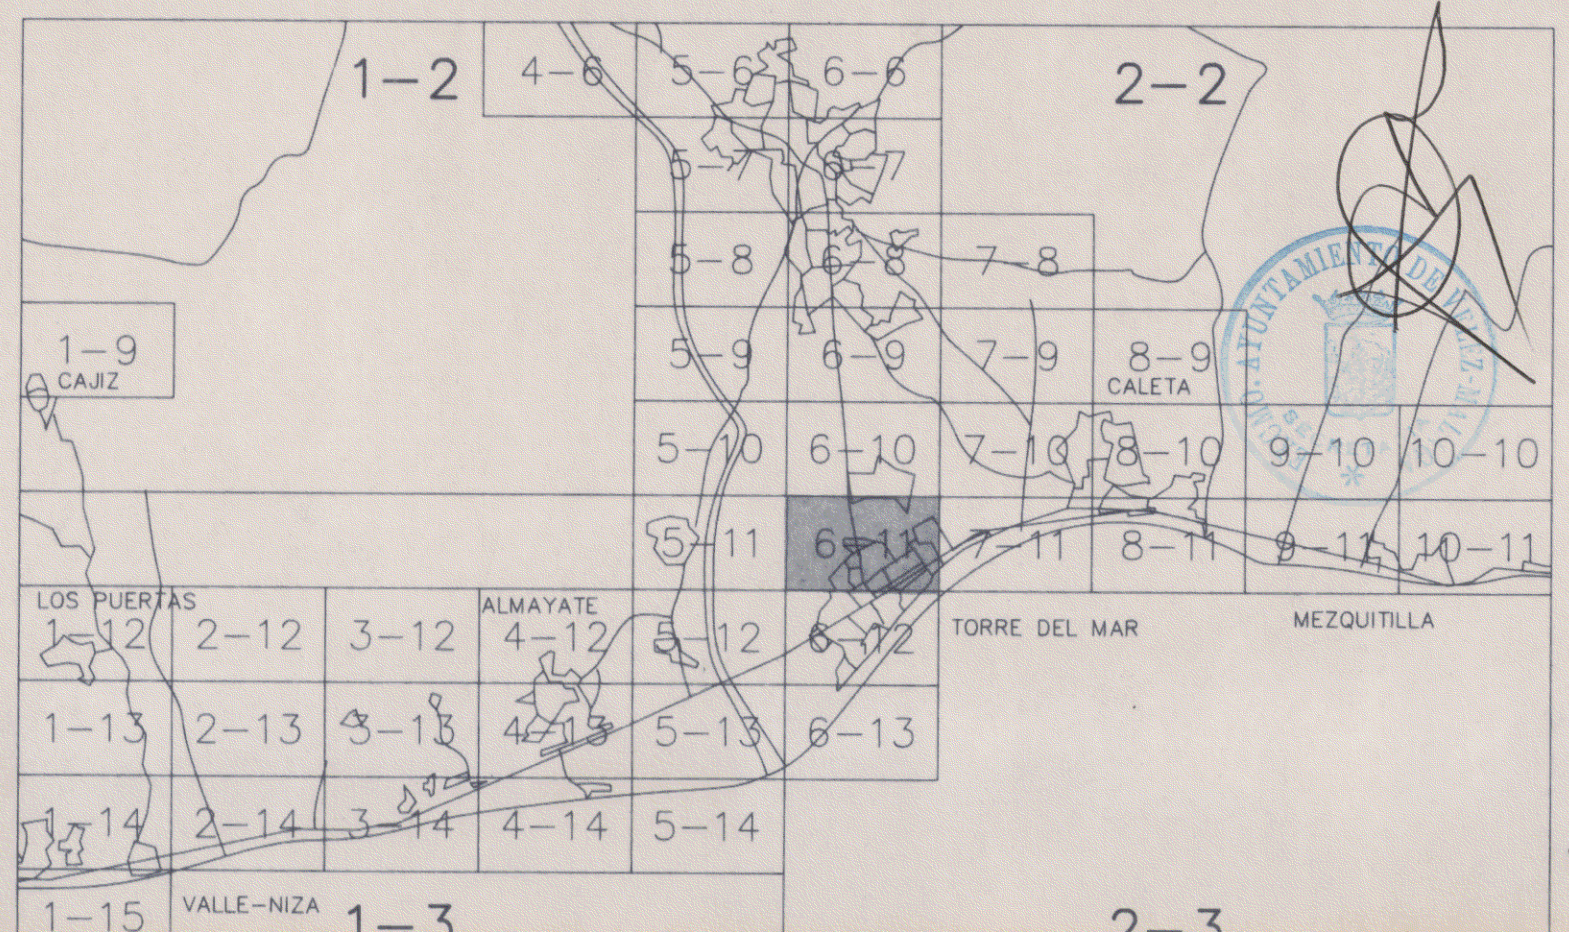 1-2 4-6 5-6 6-6 2-2
5-7 6-7
5-8 6-8 7-8
1-9 5-9 6-9 7-9 8-9
CAJIZ CALETA
5-10 6-10 7-10 8-10 9-10 10-10
5-11 6-11 7-11 8-11 9-11 10-11
LOS PUERTAS ALMAYATE
1-12 2-12 3-12 4-12 5-12 6-12 TORRE DEL MAR MEZQUITILLA
1-13 2-13 3-13 4-13 5-13 6-13
1-14 2-14 3-14 4-14 5-14
1-15 VALLE-NIZA 1-3 2-3
EXCMO. AYUNTAMIENTO DE VELEZ-MALAGA